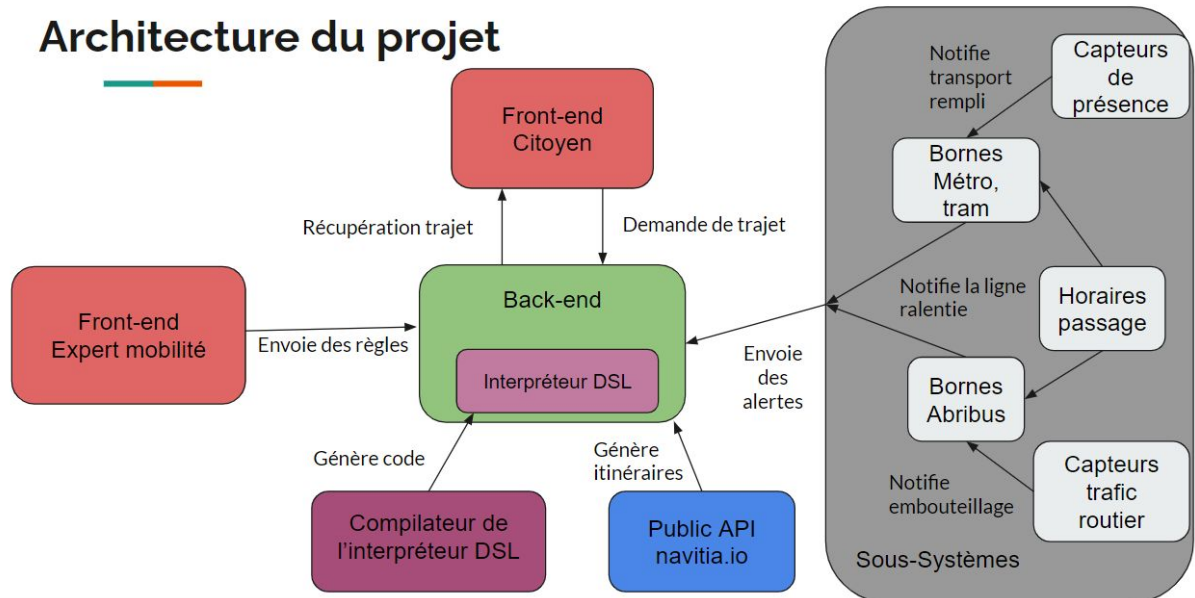 Architecture du projet
Front-end
Citoyen
Récupération trajet
Demande de trajet
Front-end
Expert mobilité
Envoie des règles
Back-end
Interpréteur DSL
Génère code
Compilateur de
l'interpréteur DSL
Génère
itinéraires
Public API
navitia.io
Envoie
des
alertes
Notifie
transport
rempli
Capteurs
de
présence
Bornes
Métro,
tram
Notifie la ligne
ralentie
Horaires
passage
Bornes
Abribus
Notifie
embouteillage
Capteurs
trafic
routier
Sous-Systèmes